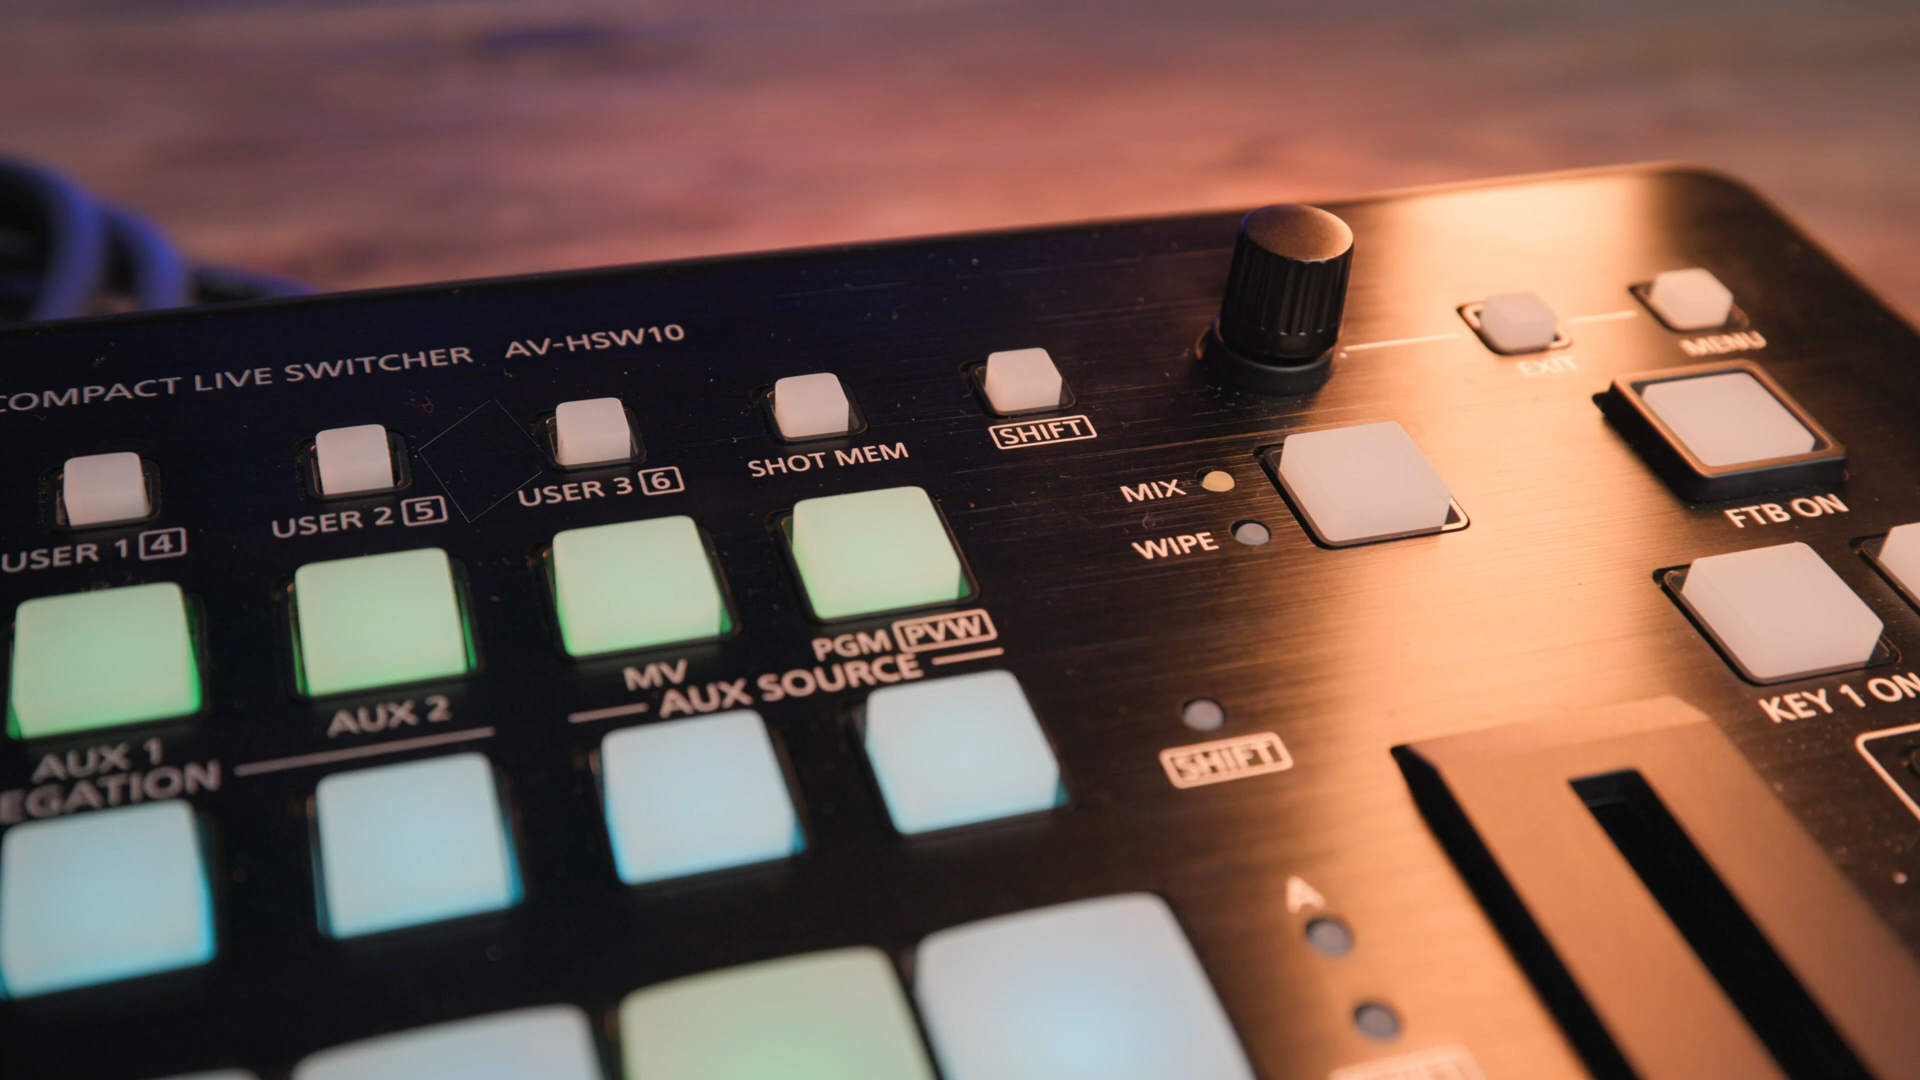 COMPACT LIVE SWITCHER AV-HSW10
EXIT
MENU
SHIFT
SHOT MEM
USER 3 6
USER 2 5
USER 1 4
MIX
WIPE
FTB ON
PGM PVW
MV
AUX SOURCE
AUX 2
AUX 1
KEY 1 ON
SHIFT
A